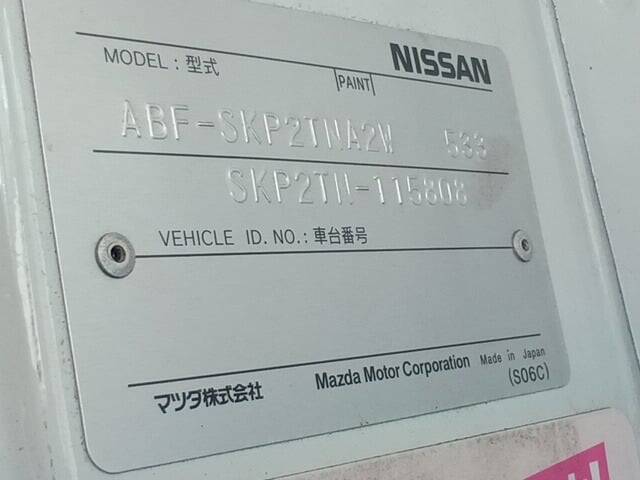 NISSAN
MODEL : 型式
PAINT
ABF-SKP2TNA2W 533
SKP2TN-115808
VEHICLE ID. NO. : 車台番号
マツダ株式会社 Mazda Motor Corporation Made in Japan
(S06C)